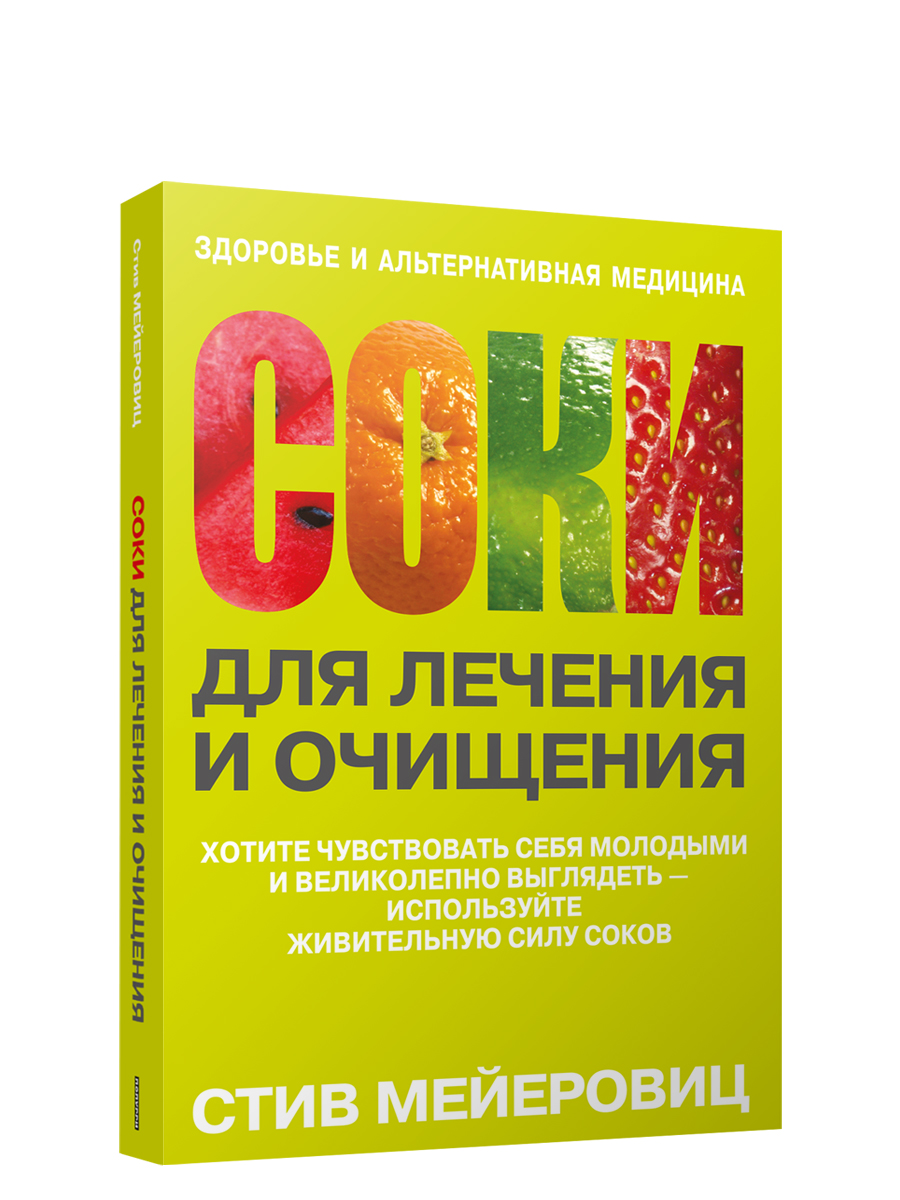 ЗДОРОВЬЕ И АЛЬТЕРНАТИВНАЯ МЕДИЦИНА
СОКИ
ДЛЯ ЛЕЧЕНИЯ
И ОЧИЩЕНИЯ
ХОТИТЕ ЧУВСТВОВАТЬ СЕБЯ МОЛОДЫМИ
И ВЕЛИКОЛЕПНО ВЫГЛЯДЕТЬ —
ИСПОЛЬЗУЙТЕ
ЖИВИТЕЛЬНУЮ СИЛУ СОКОВ
СТИВ МЕЙЕРОВИЦ
СТИВ МЕЙЕРОВИЦ СОКИ ДЛЯ ЛЕЧЕНИЯ И ОЧИЩЕНИЯ